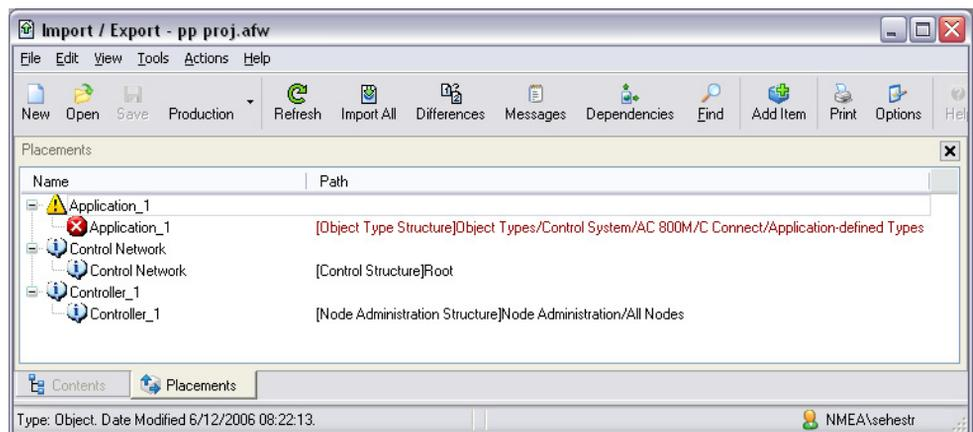 Import / Export - pp proj.afw
File Edit View Tools Actions Help
New Open Save Production Refresh Import All Differences Messages Dependencies Find Add Item Print Options Hel
Placements
Name Path
Application_1
Application_1 [Object Type Structure]Object Types/Control System/AC 800M/C Connect/Application-defined Types
Control Network
Control Network [Control Structure]Root
Controller_1
Controller_1 [Node Administration Structure]Node Administration/All Nodes
Contents Placements
Type: Object. Date Modified 6/12/2006 08:22:13. NMEA\sehestr